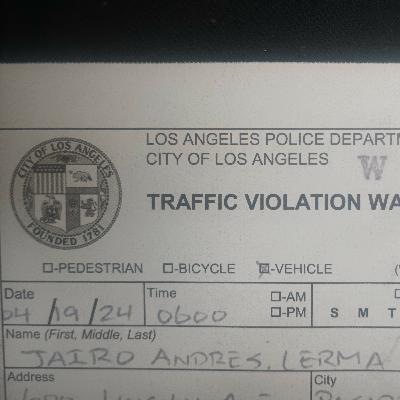 CITY OF LOS ANGELES
FOUNDED 1781
LOS ANGELES POLICE DEPARTM
CITY OF LOS ANGELES
W
TRAFFIC VIOLATION WA
PEDESTRIAN BICYCLE VEHICLE
Date Time AM
04/19/24 0600 PM S M T
Name (First, Middle, Last)
JAIRO ANDRES. LERMA
Address City